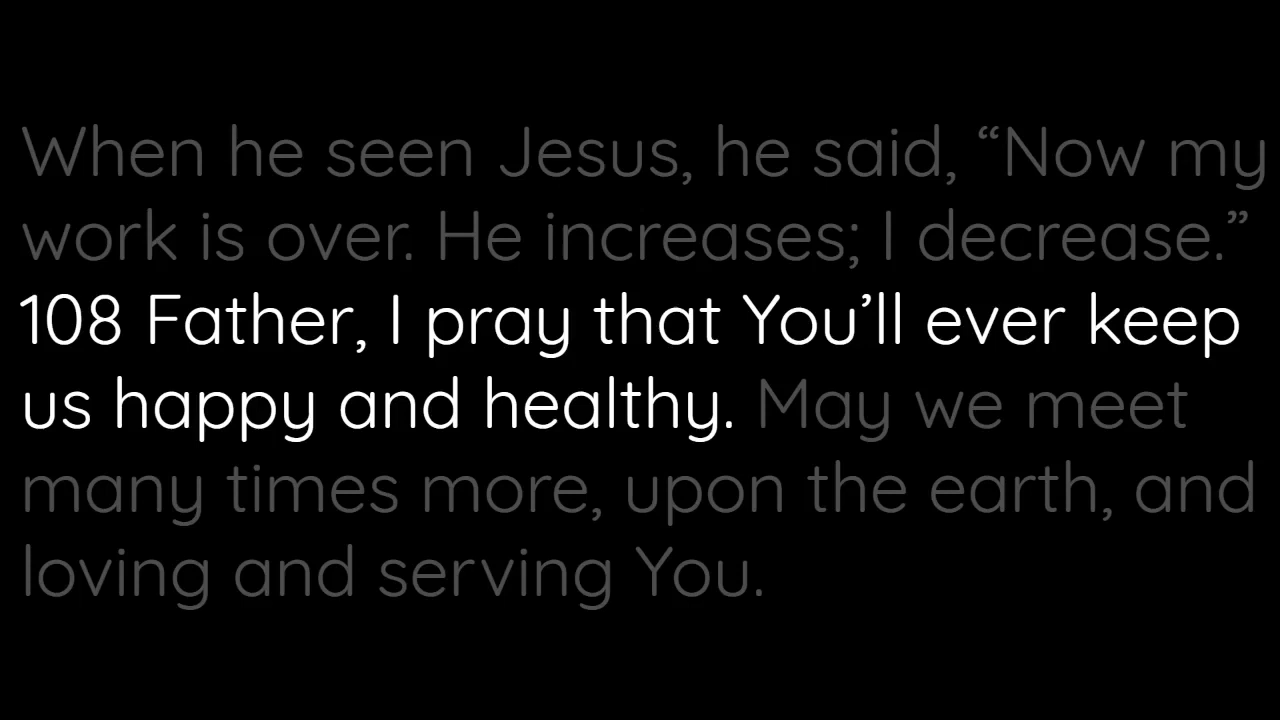 When he seen Jesus, he said, “Now my
work is over. He increases; I decrease.”
108 Father, I pray that You’ll ever keep
us happy and healthy. May we meet
many times more, upon the earth, and
loving and serving You.